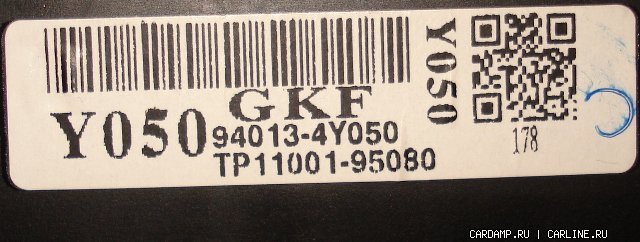 GKF
Y050
94013-4Y050
TP11001-95080
Y050
178
CARDAMP.RU | CARLINE.RU